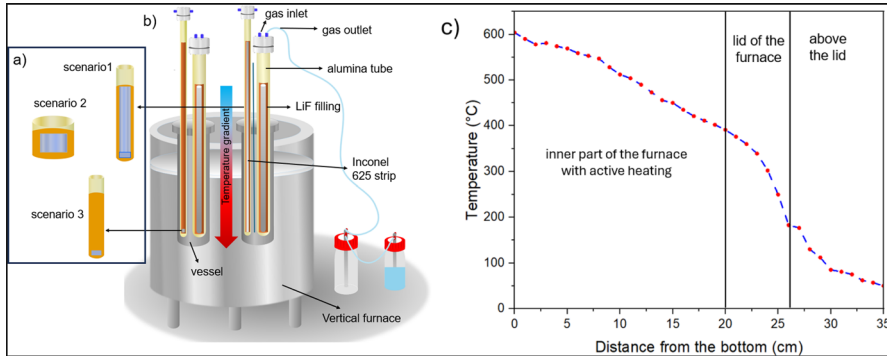 a)
scenario1
scenario 2
scenario 3
b)
gas inlet
gas outlet
alumina tube
LiF filling
Inconel
625 strip
Temperature gradient
vessel
Vertical furnace
c)
lid of the
furnace
above
the lid
inner part of the furnace
with active heating
Temperature (°C)
600
500
400
300
200
100
0
0 5 10 15 20 25 30 35
Distance from the bottom (cm)